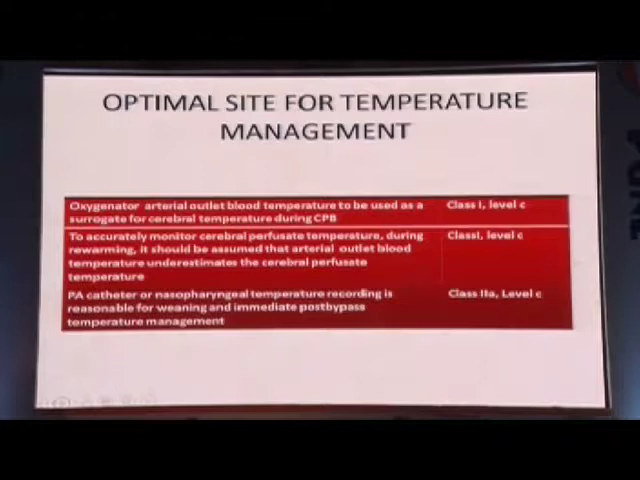 OPTIMAL SITE FOR TEMPERATURE
MANAGEMENT
Oxygenator arterial outlet blood temperature to be used as a
surrogate for cerebral temperature during CPB
Class I, level c
To accurately monitor cerebral perfusate temperature, during
rewarming, it should be assumed that arterial outlet blood
temperature underestimates the cerebral perfusate
temperature
ClassI, level c
PA catheter or nasopharyngeal temperature recording is
reasonable for weaning and immediate postbypass
temperature management
Class IIa, Level c